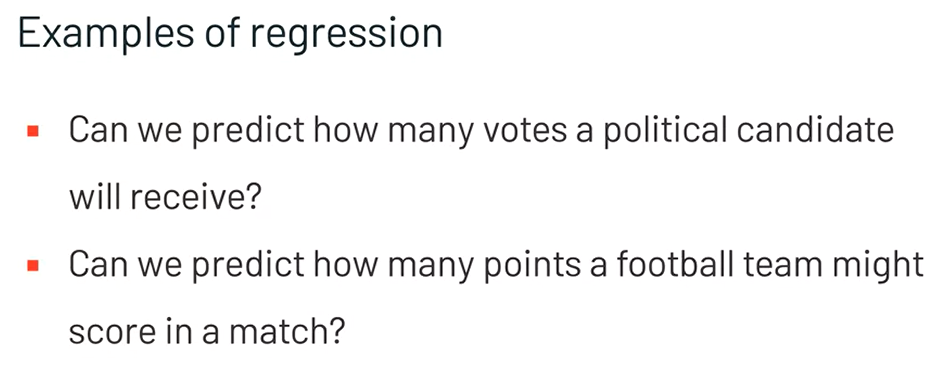 Examples of regression
Can we predict how many votes a political candidate
will receive?
Can we predict how many points a football team might
score in a match?